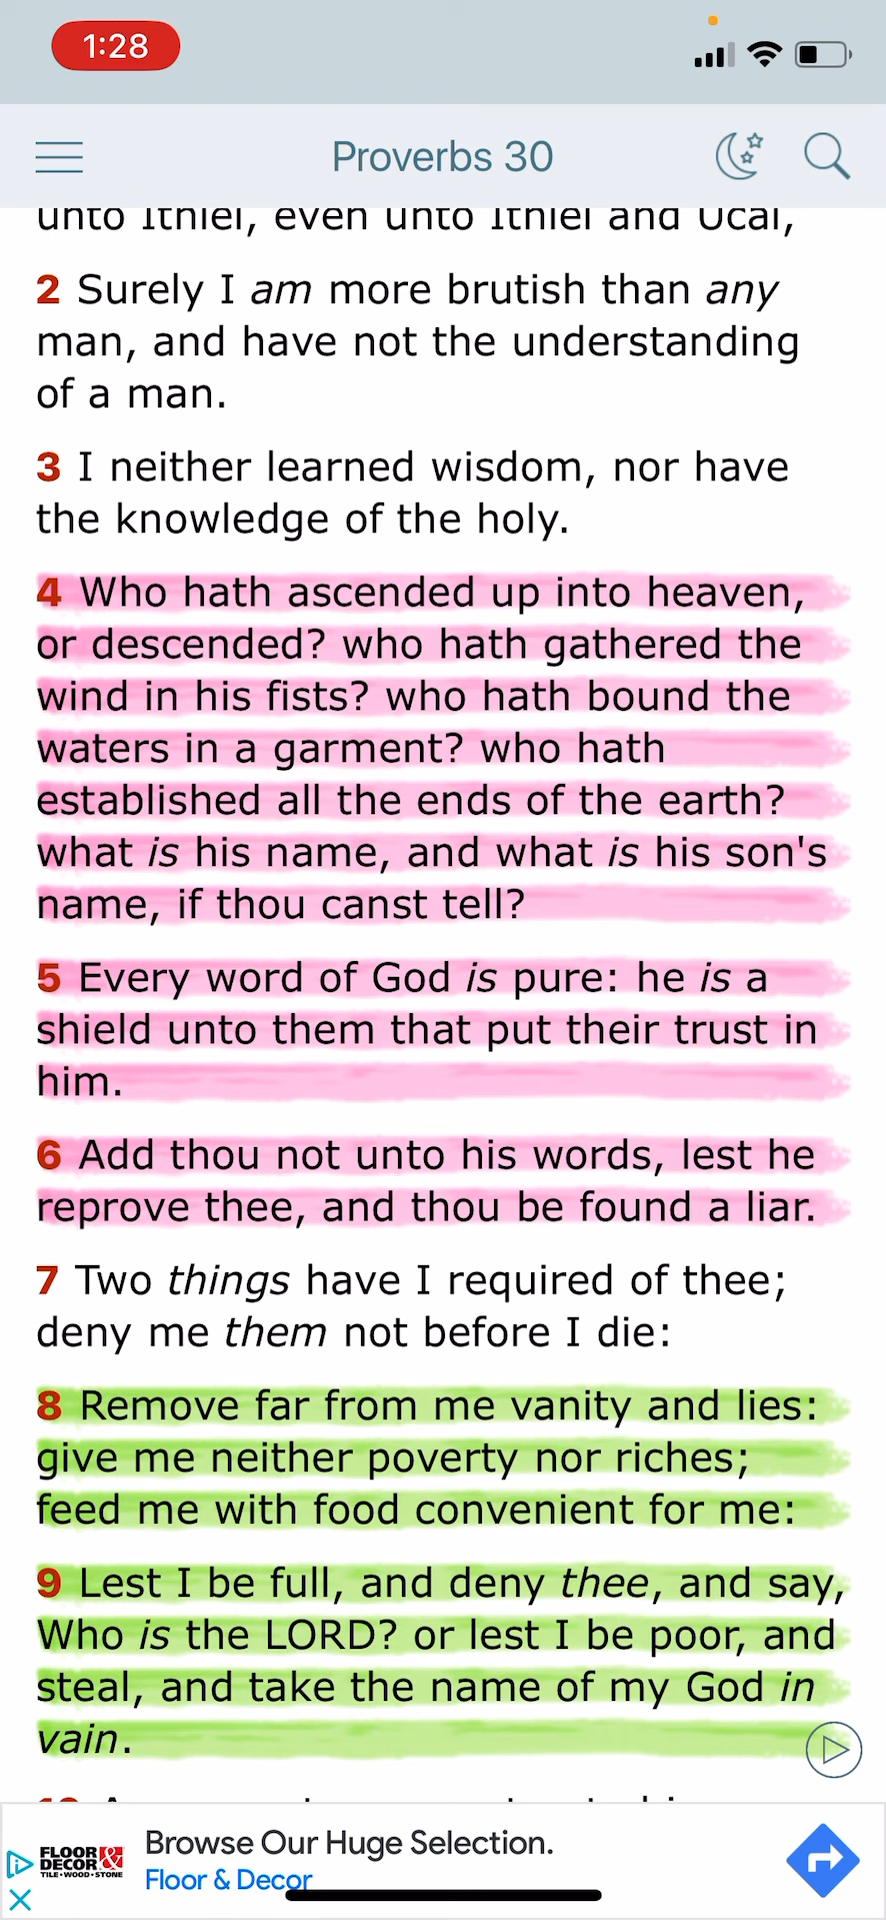 1:28
Proverbs 30
unto Ithiel, even unto Ithiel and Ucal,
2 Surely I am more brutish than any
man, and have not the understanding
of a man.
3 I neither learned wisdom, nor have
the knowledge of the holy.
4 Who hath ascended up into heaven,
or descended? who hath gathered the
wind in his fists? who hath bound the
waters in a garment? who hath
established all the ends of the earth?
what is his name, and what is his son's
name, if thou canst tell?
5 Every word of God is pure: he is a
shield unto them that put their trust in
him.
6 Add thou not unto his words, lest he
reprove thee, and thou be found a liar.
7 Two things have I required of thee;
deny me them not before I die:
8 Remove far from me vanity and lies:
give me neither poverty nor riches;
feed me with food convenient for me:
9 Lest I be full, and deny thee, and say,
Who is the LORD? or lest I be poor, and
steal, and take the name of my God in
vain.
FLOOR &
DECOR
TILE•WOOD•STONE
Browse Our Huge Selection.
Floor & Decor